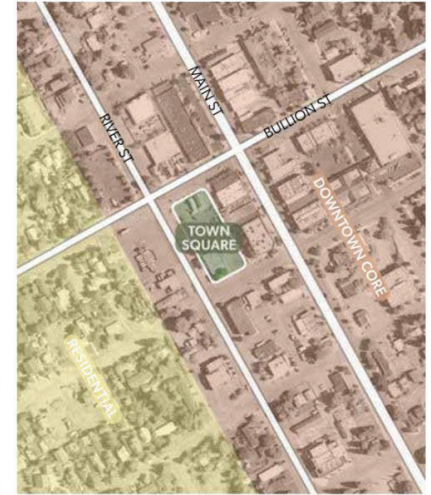 MAIN ST
BULLION ST
RIVER ST
DOWNTOWN CORE
TOWN
SQUARE
RESIDENTIAL